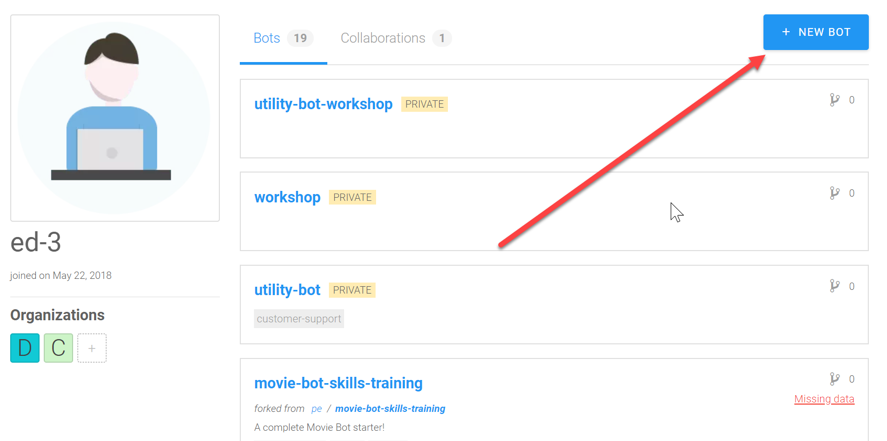 Bots 19 Collaborations 1
+ NEW BOT
utility-bot-workshop PRIVATE
0
workshop PRIVATE
0
ed-3
joined on May 22, 2018
Organizations
D C +
utility-bot PRIVATE
0
customer-support
movie-bot-skills-training
0
Missing data
forked from pe / movie-bot-skills-training
A complete Movie Bot starter!